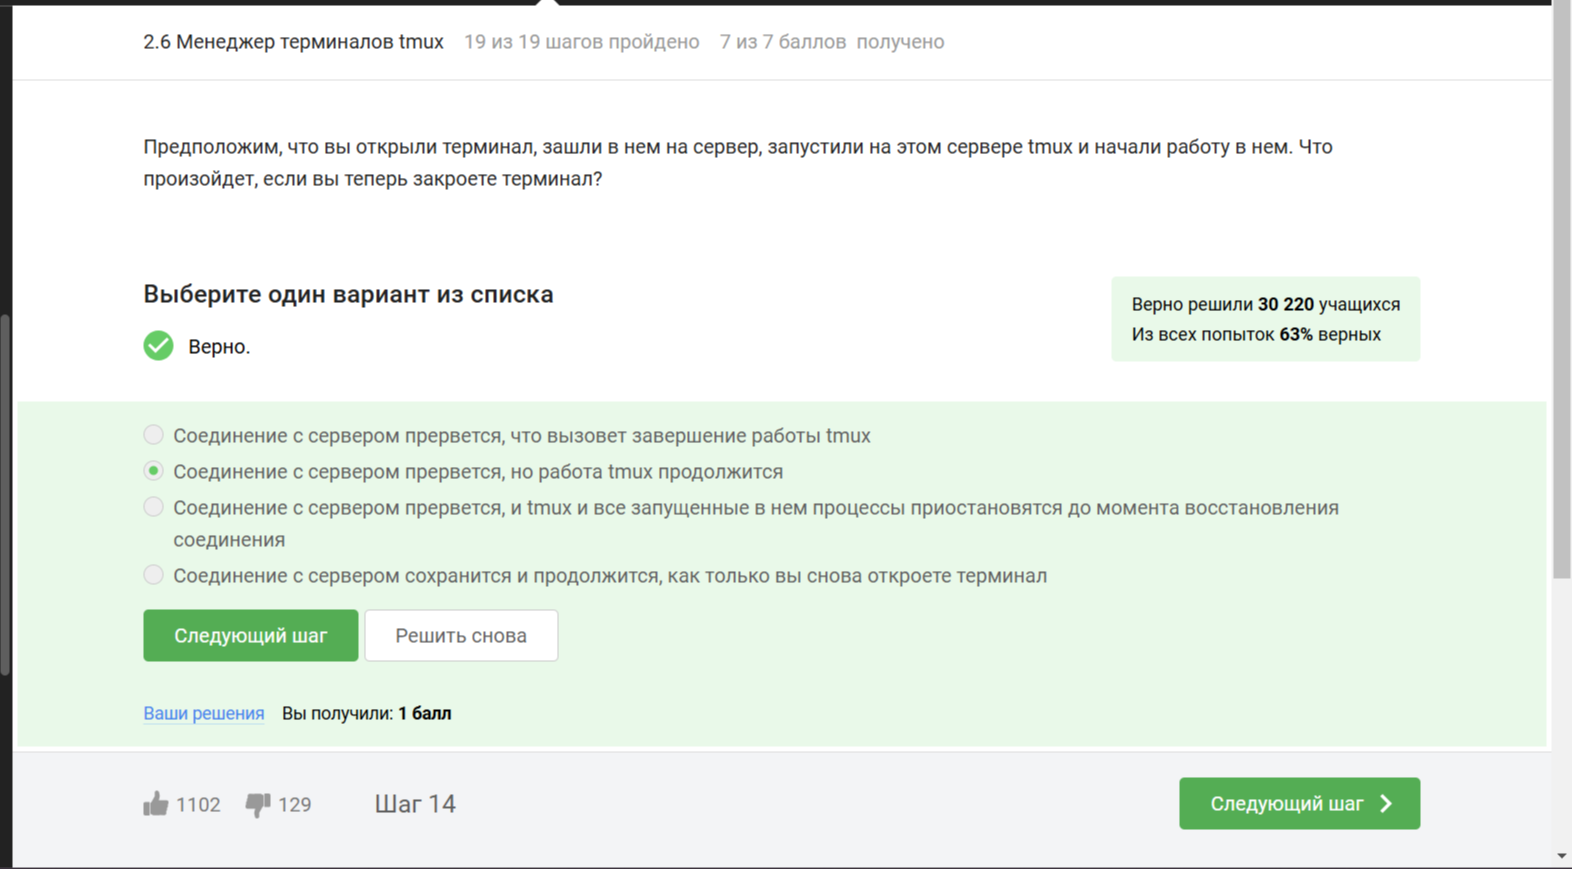 2.6 Менеджер терминалов tmux 19 из 19 шагов пройдено 7 из 7 баллов получено
Предположим, что вы открыли терминал, зашли в нем на сервер, запустили на этом сервере tmux и начали работу в нем. Что
произойдет, если вы теперь закроете терминал?
Выберите один вариант из списка
Верно.
Верно решили 30 220 учащихся
Из всех попыток 63% верных
Соединение с сервером прервется, что вызовет завершение работы tmux
Соединение с сервером прервется, но работа tmux продолжится
Соединение с сервером прервется, и tmux и все запущенные в нем процессы приостановятся до момента восстановления
соединения
Соединение с сервером сохранится и продолжится, как только вы снова откроете терминал
Следующий шаг Решить снова
Ваши решения Вы получили: 1 балл
1102 129 Шаг 14 Следующий шаг